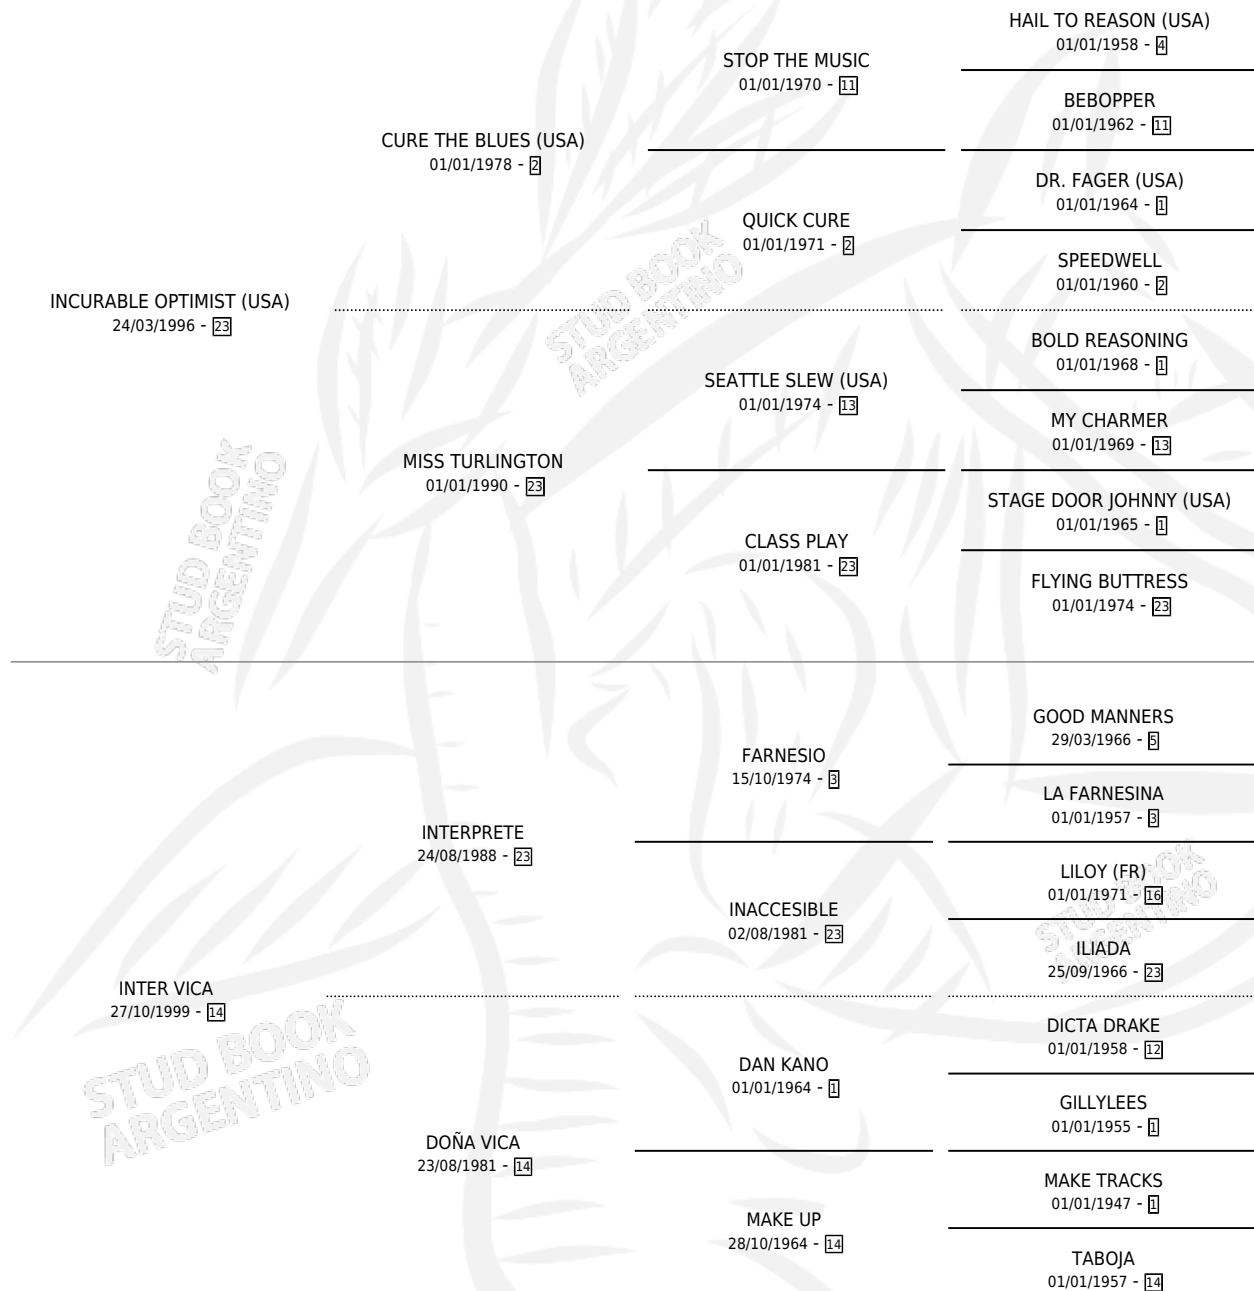 HAIL TO REASON (USA)
01/01/1958 - 4
STOP THE MUSIC
01/01/1970 - 11
BEBOPPER
01/01/1962 - 11
CURE THE BLUES (USA)
01/01/1978 - 2
DR. FAGER (USA)
01/01/1964 - 1
QUICK CURE
01/01/1971 - 2
SPEEDWELL
01/01/1960 - 2
INCURABLE OPTIMIST (USA)
24/03/1996 - 23
BOLD REASONING
01/01/1968 - 1
SEATTLE SLEW (USA)
01/01/1974 - 13
MY CHARMER
01/01/1969 - 13
MISS TURLINGTON
01/01/1990 - 23
STAGE DOOR JOHNNY (USA)
01/01/1965 - 1
CLASS PLAY
01/01/1981 - 23
FLYING BUTTRESS
01/01/1974 - 23
STUD BOOK
ARGENTINO
STUD BOOK
ARGENTINO
GOOD MANNERS
29/03/1966 - 5
FARNESIO
15/10/1974 - 3
LA FARNESINA
01/01/1957 - 3
INTERPRETE
24/08/1988 - 23
LILOY (FR)
01/01/1971 - 16
INACCESIBLE
02/08/1981 - 23
ILIADA
25/09/1966 - 23
INTER VICA
27/10/1999 - 14
DICTA DRAKE
01/01/1958 - 12
DAN KANO
01/01/1964 - 1
GILLYLEES
01/01/1955 - 1
DOÑA VICA
23/08/1981 - 14
MAKE TRACKS
01/01/1947 - 1
MAKE UP
28/10/1964 - 14
TABOJA
01/01/1957 - 14
STUD BOOK
ARGENTINO
STUD BOOK
ARGENTINO